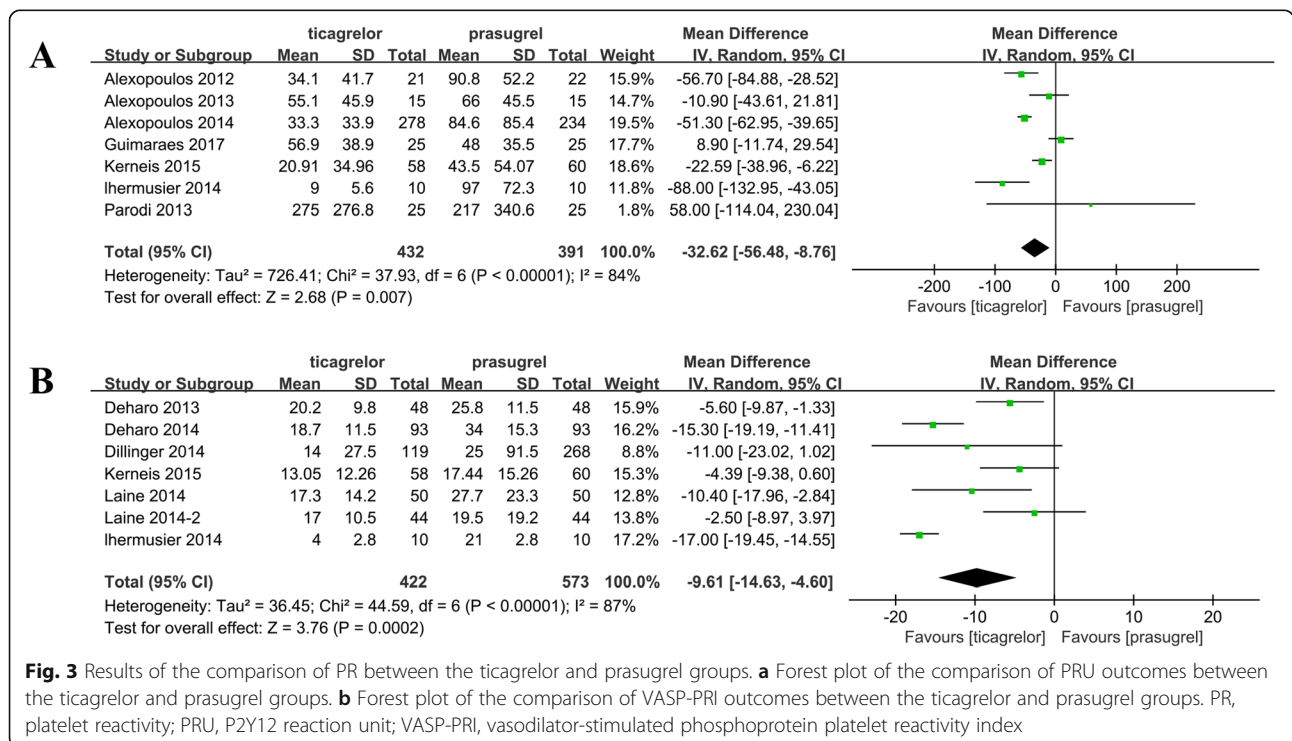 A
ticagrelor prasugrel Mean Difference Mean Difference
Study or Subgroup Mean SD Total Mean SD Total Weight IV, Random, 95% CI IV, Random, 95% CI
Alexopoulos 2012 34.1 41.7 21 90.8 52.2 22 15.9% -56.70 [-84.88, -28.52]
Alexopoulos 2013 55.1 45.9 15 66 45.5 15 14.7% -10.90 [-43.61, 21.81]
Alexopoulos 2014 33.3 33.9 278 84.6 85.4 234 19.5% -51.30 [-62.95, -39.65]
Guimaraes 2017 56.9 38.9 25 48 35.5 25 17.7% 8.90 [-11.74, 29.54]
Kerneis 2015 20.91 34.96 58 43.5 54.07 60 18.6% -22.59 [-38.96, -6.22]
lhermusier 2014 9 5.6 10 97 72.3 10 11.8% -88.00 [-132.95, -43.05]
Parodi 2013 275 276.8 25 217 340.6 25 1.8% 58.00 [-114.04, 230.04]
Total (95% CI) 432 391 100.0% -32.62 [-56.48, -8.76]
Heterogeneity: Tau² = 726.41; Chi² = 37.93, df = 6 (P < 0.00001); I² = 84%
Test for overall effect: Z = 2.68 (P = 0.007)
-200 -100 0 100 200
Favours [ticagrelor] Favours [prasugrel]
B
ticagrelor prasugrel Mean Difference Mean Difference
Study or Subgroup Mean SD Total Mean SD Total Weight IV, Random, 95% CI IV, Random, 95% CI
Deharo 2013 20.2 9.8 48 25.8 11.5 48 15.9% -5.60 [-9.87, -1.33]
Deharo 2014 18.7 11.5 93 34 15.3 93 16.2% -15.30 [-19.19, -11.41]
Dillinger 2014 14 27.5 119 25 91.5 268 8.8% -11.00 [-23.02, 1.02]
Kerneis 2015 13.05 12.26 58 17.44 15.26 60 15.3% -4.39 [-9.38, 0.60]
Laine 2014 17.3 14.2 50 27.7 23.3 50 12.8% -10.40 [-17.96, -2.84]
Laine 2014-2 17 10.5 44 19.5 19.2 44 13.8% -2.50 [-8.97, 3.97]
lhermusier 2014 4 2.8 10 21 2.8 10 17.2% -17.00 [-19.45, -14.55]
Total (95% CI) 422 573 100.0% -9.61 [-14.63, -4.60]
Heterogeneity: Tau² = 36.45; Chi² = 44.59, df = 6 (P < 0.00001); I² = 87%
Test for overall effect: Z = 3.76 (P = 0.0002)
-20 -10 0 10 20
Favours [ticagrelor] Favours [prasugrel]
Fig. 3 Results of the comparison of PR between the ticagrelor and prasugrel groups. a Forest plot of the comparison of PRU outcomes between
the ticagrelor and prasugrel groups. b Forest plot of the comparison of VASP-PRI outcomes between the ticagrelor and prasugrel groups. PR,
platelet reactivity; PRU, P2Y12 reaction unit; VASP-PRI, vasodilator-stimulated phosphoprotein platelet reactivity index